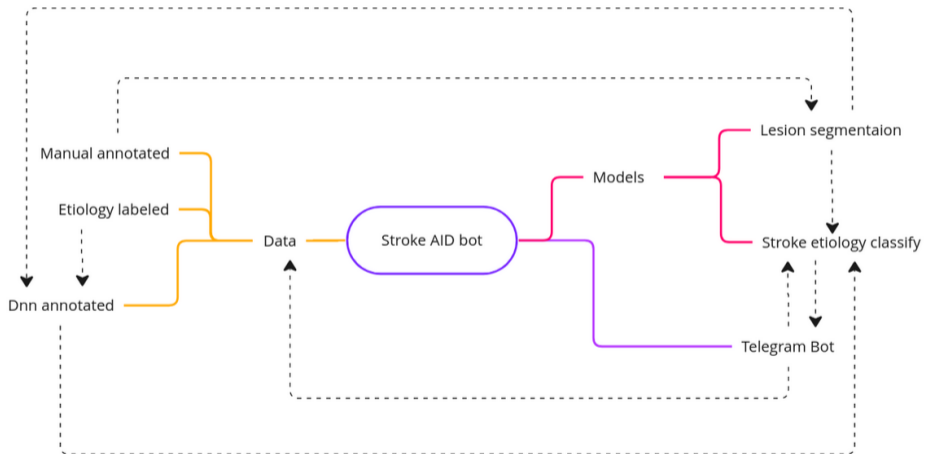 Manual annotated
Etiology labeled
Dnn annotated
Data
Stroke AID bot
Models
Lesion segmentaion
Stroke etiology classify
Telegram Bot